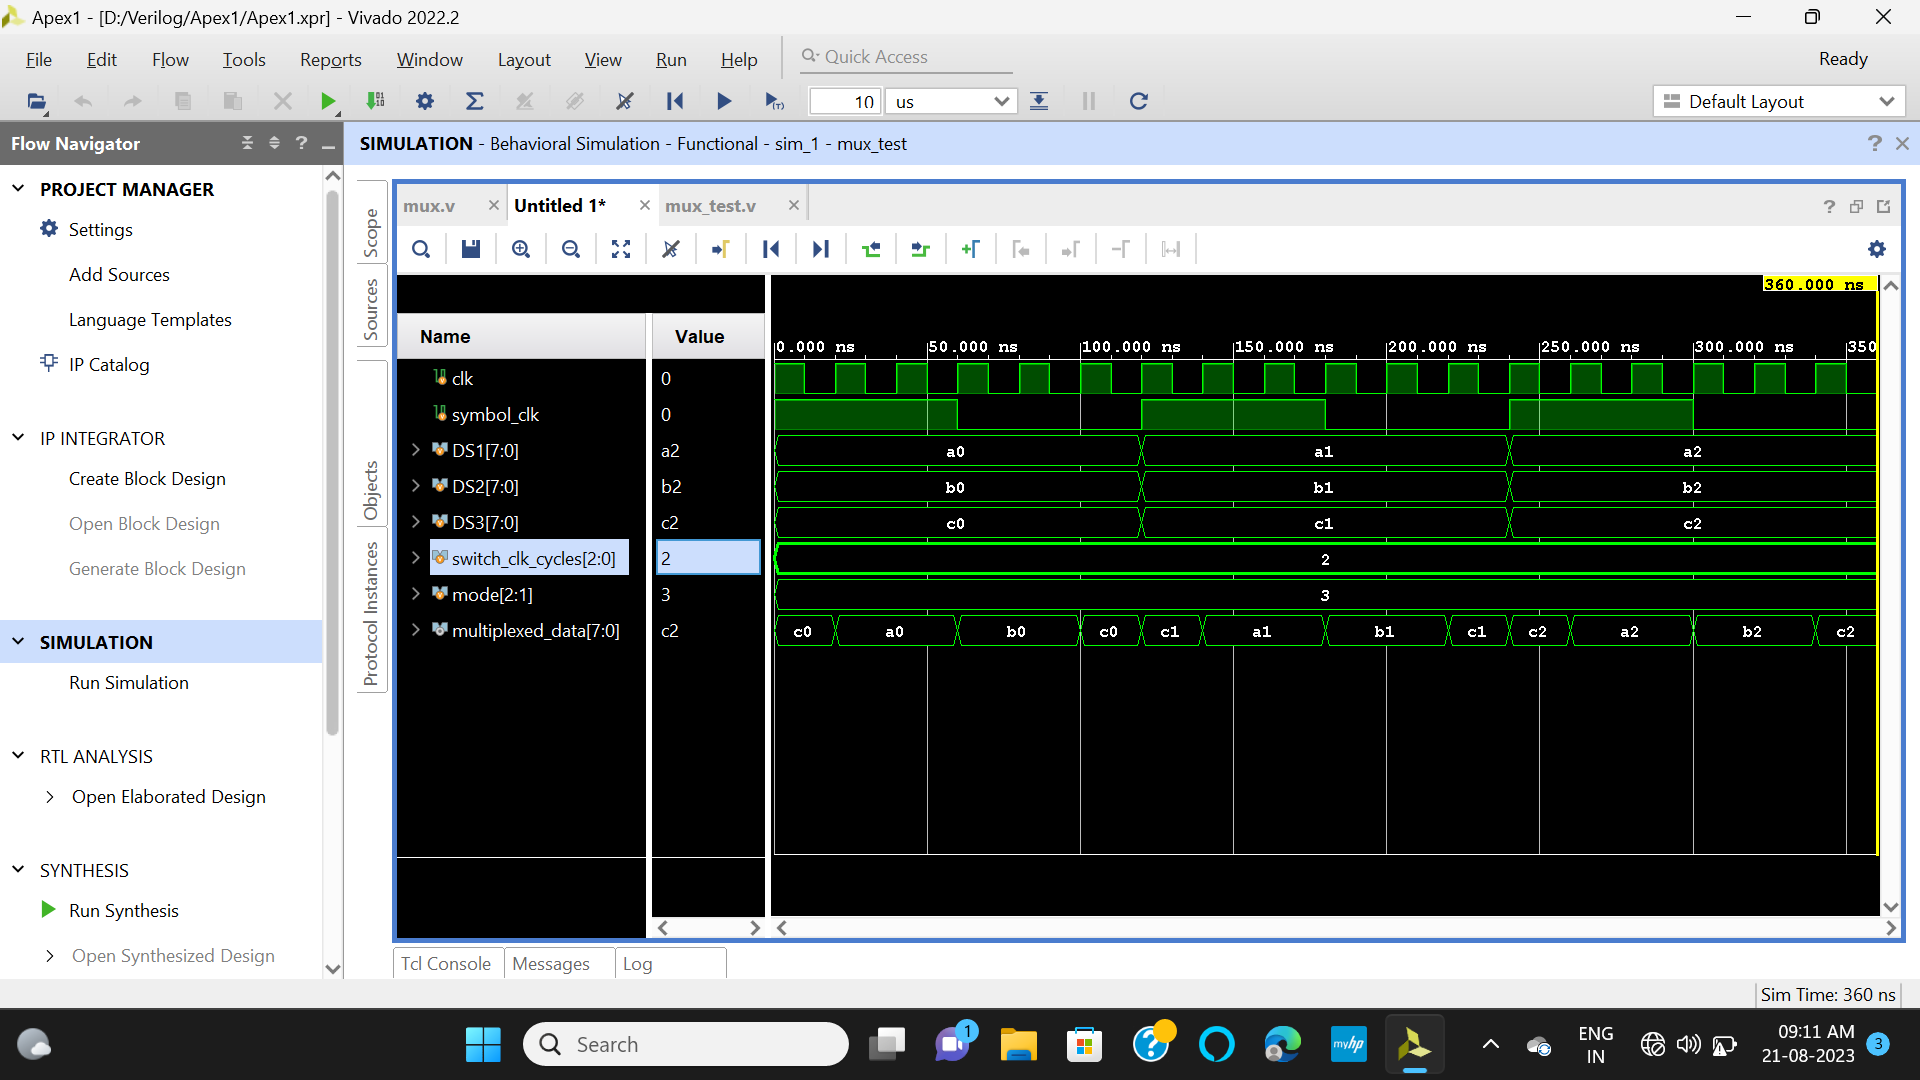 Apex1 - [D:/Verilog/Apex1/Apex1.xpr] - Vivado 2022.2
File Edit Flow Tools Reports Window Layout View Run Help Quick Access Ready
10 us Default Layout
Flow Navigator
SIMULATION - Behavioral Simulation - Functional - sim_1 - mux_test
PROJECT MANAGER
Settings
Add Sources
Language Templates
IP Catalog
IP INTEGRATOR
Create Block Design
Open Block Design
Generate Block Design
SIMULATION
Run Simulation
RTL ANALYSIS
Open Elaborated Design
SYNTHESIS
Run Synthesis
Open Synthesized Design
Scope
Sources
Objects
Protocol Instances
mux.v Untitled 1* mux_test.v
360.000 ns
Name Value
0.000 ns 50.000 ns 100.000 ns 150.000 ns 200.000 ns 250.000 ns 300.000 ns 350
clk 0
symbol_clk 0
DS1[7:0] a2 a0 a1 a2
DS2[7:0] b2 b0 b1 b2
DS3[7:0] c2 c0 c1 c2
switch_clk_cycles[2:0] 2 2
mode[2:1] 3 3
multiplexed_data[7:0] c2 c0 a0 b0 c0 c1 a1 b1 c1 c2 a2 b2 c2
Tcl Console Messages Log
Sim Time: 360 ns
Search
1
myhp
ENG
IN
09:11 AM
21-08-2023
3